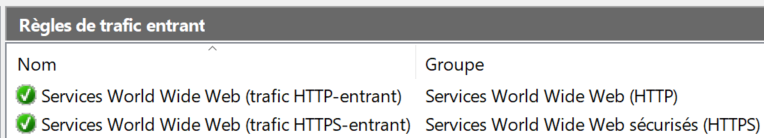 Règles de trafic entrant
Nom Groupe
Services World Wide Web (trafic HTTP-entrant) Services World Wide Web (HTTP)
Services World Wide Web (trafic HTTPS-entrant) Services World Wide Web sécurisés (HTTPS)